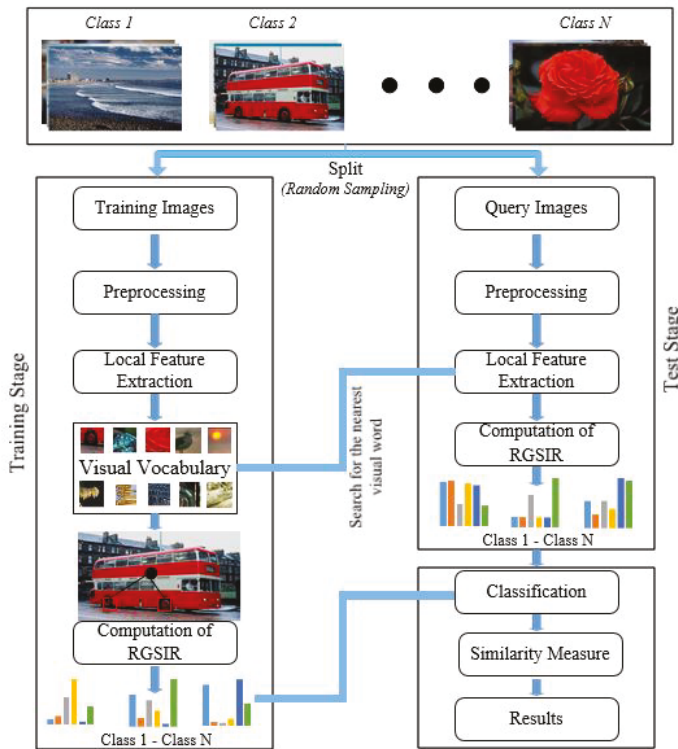 Class 1
Class 2
Class N
Split
(Random Sampling)
Training Stage
Training Images
Preprocessing
Local Feature
Extraction
Visual Vocabulary
Computation of
RGSIR
Class 1 - Class N
Search for the nearest
visual word
Test Stage
Query Images
Preprocessing
Local Feature
Extraction
Computation of
RGSIR
Class 1 - Class N
Classification
Similarity Measure
Results